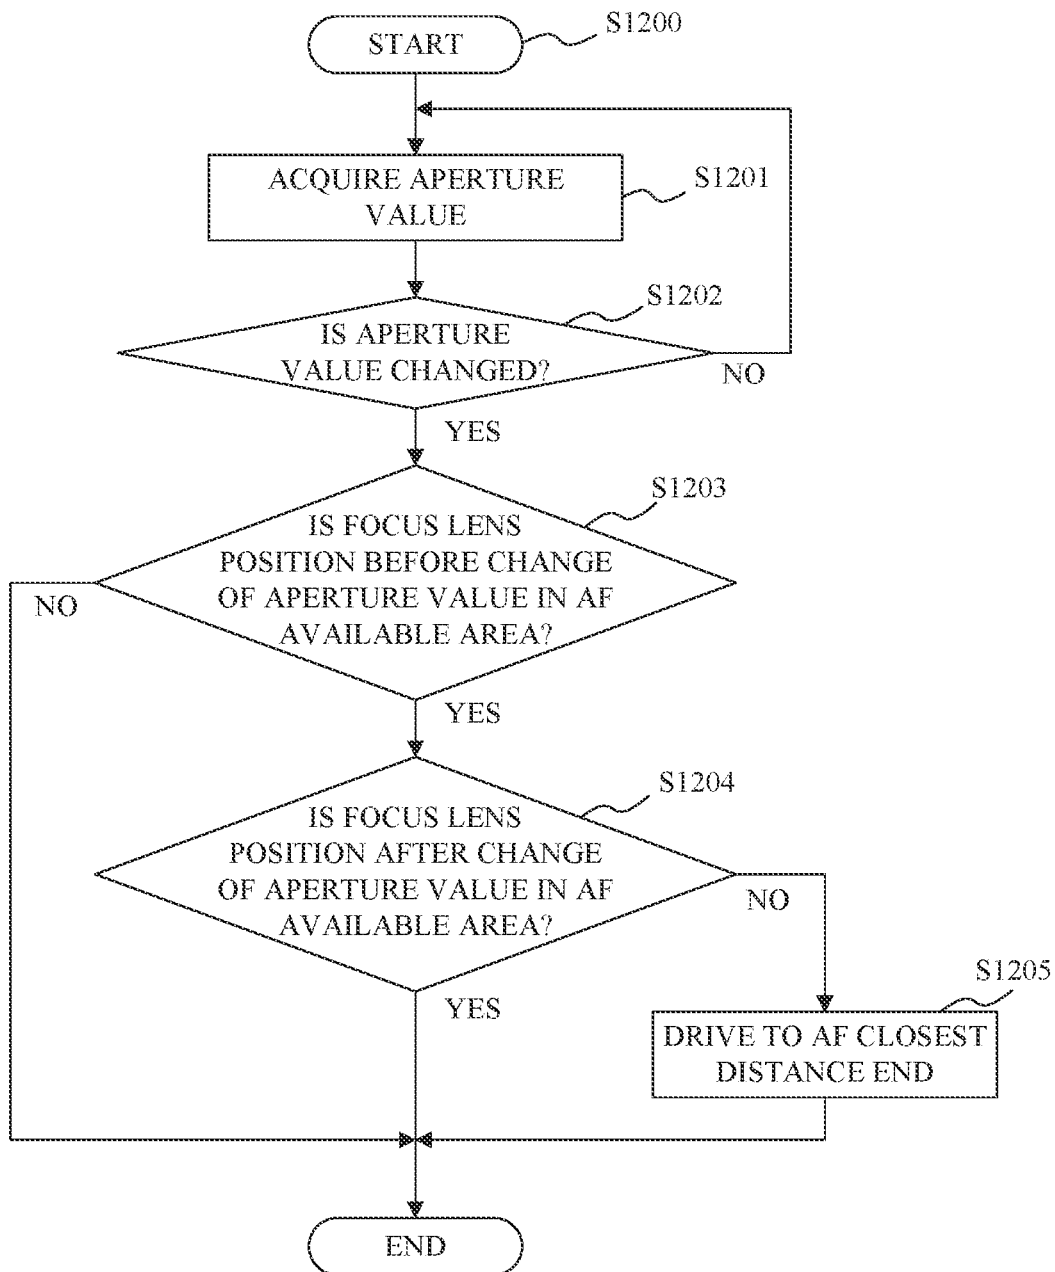 START
S1200
ACQUIRE APERTURE
VALUE
S1201
S1202
IS APERTURE
VALUE CHANGED?
NO
YES
S1203
IS FOCUS LENS
POSITION BEFORE CHANGE
OF APERTURE VALUE IN AF
AVAILABLE AREA?
NO
YES
S1204
IS FOCUS LENS
POSITION AFTER CHANGE
OF APERTURE VALUE IN AF
AVAILABLE AREA?
NO
YES
S1205
DRIVE TO AF CLOSEST
DISTANCE END
END